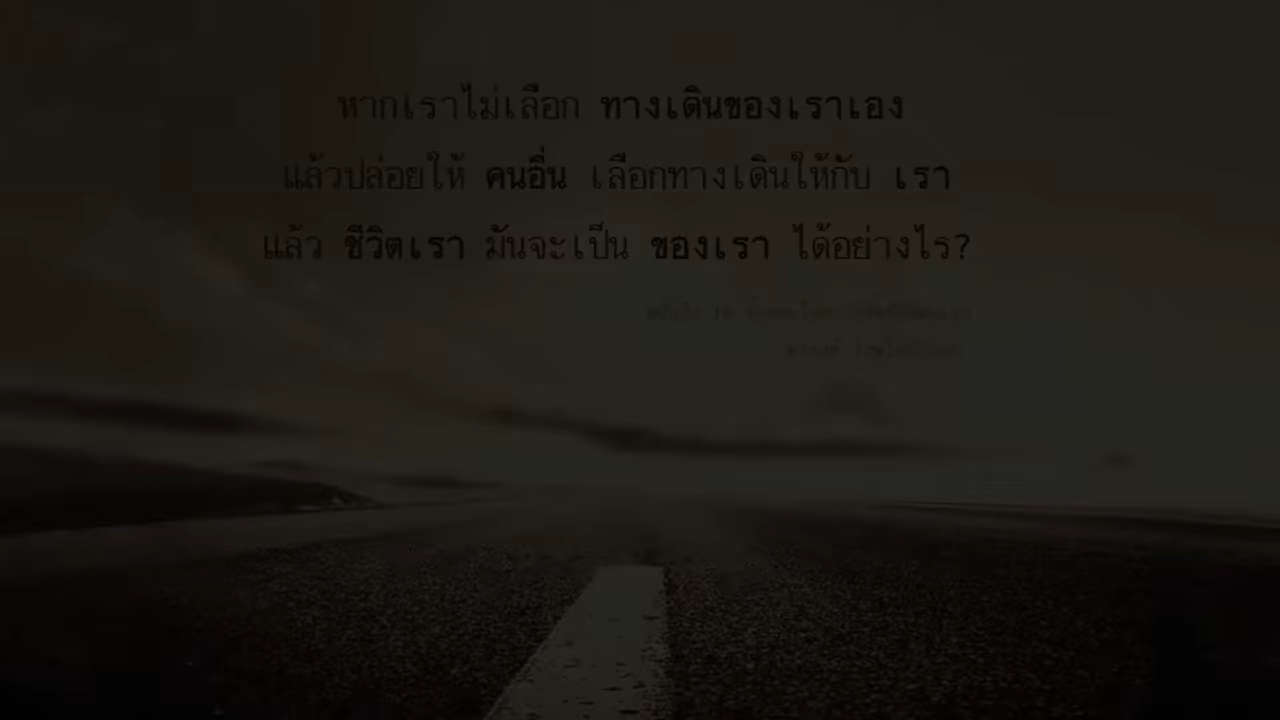 หากเราไม่เลือก ทางเดินของเราเอง
แล้วปล่อยให้ คนอื่น เลือกทางเดินให้กับ เรา
แล้ว ชีวิตเรา มันจะเป็น ของเรา ได้อย่างไร?